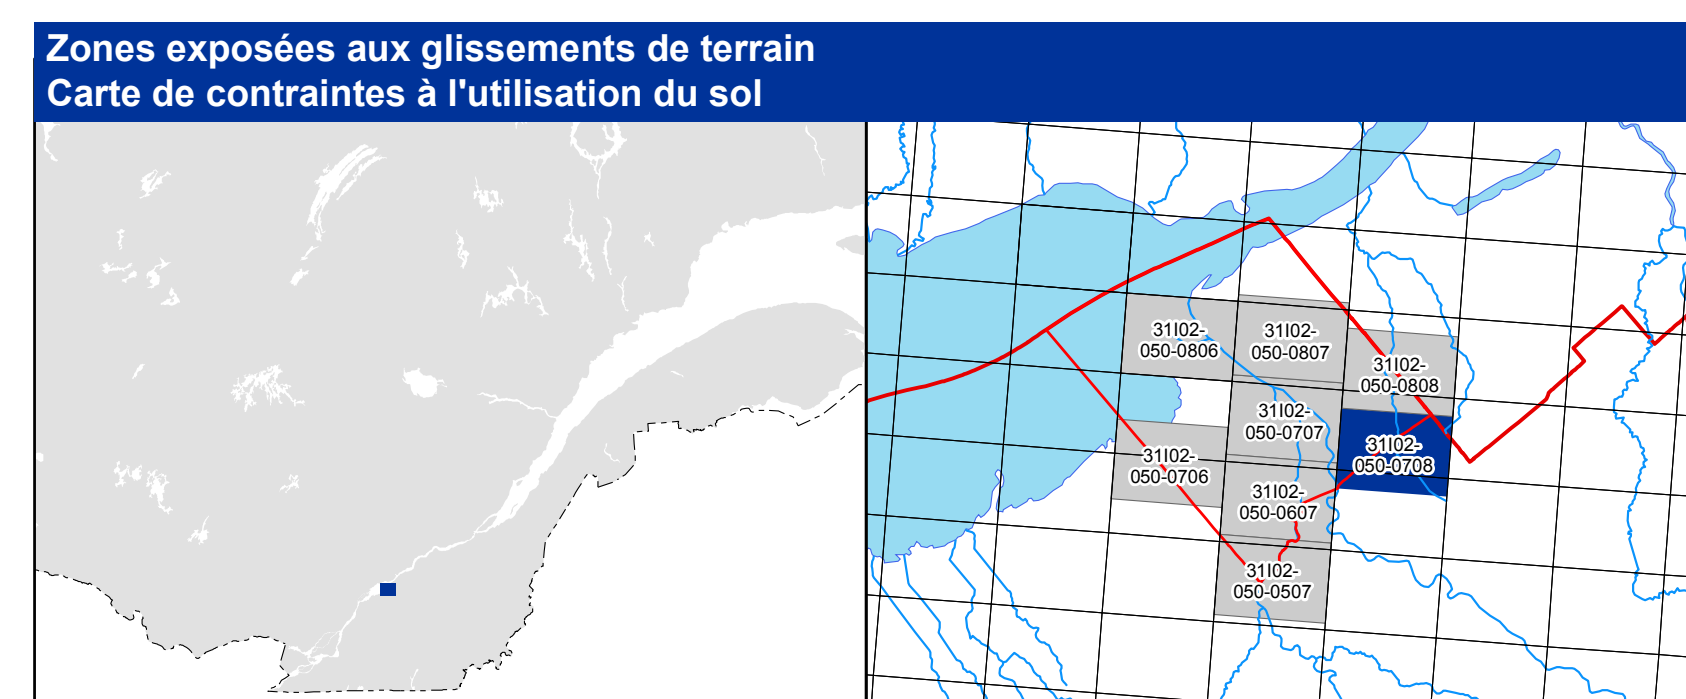 Zones exposées aux glissements de terrain
Carte de contraintes à l'utilisation du sol
31I02-
050-0806
31I02-
050-0807
31I02-
050-0808
31I02-
050-0707
31I02-
050-0708
31I02-
050-0706
31I02-
050-0607
31I02-
050-0507